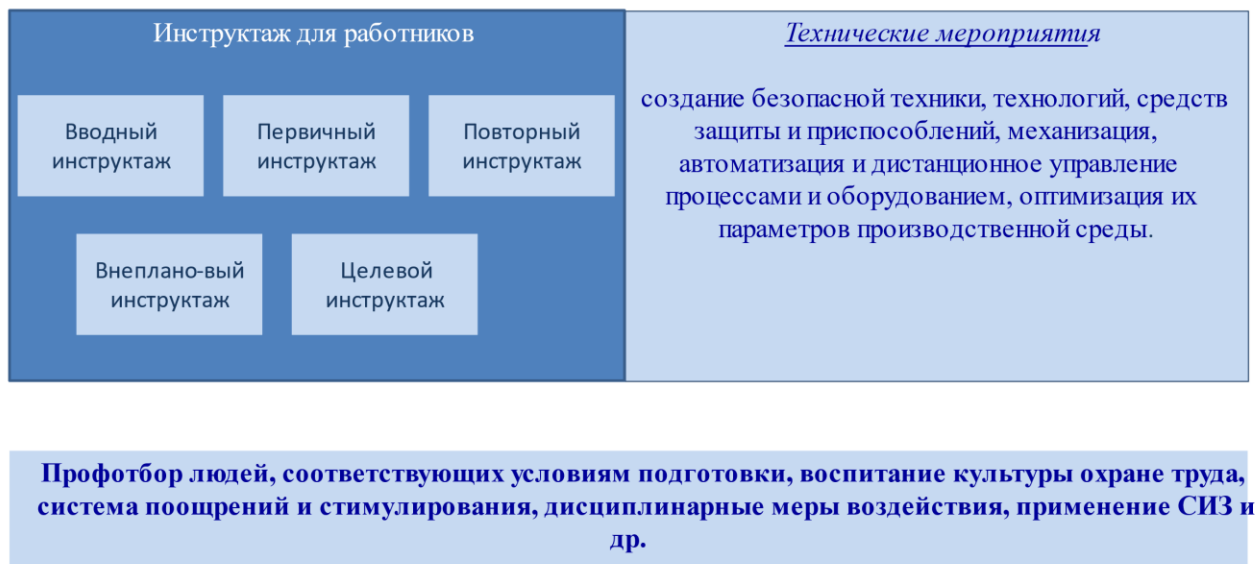 Инструктаж для работников
Вводный
инструктаж
Первичный
инструктаж
Повторный
инструктаж
Внеплано-вый
инструктаж
Целевой
инструктаж
Технические мероприятия
создание безопасной техники, технологий, средств
защиты и приспособлений, механизация,
автоматизация и дистанционное управление
процессами и оборудованием, оптимизация их
параметров производственной среды.
Профотбор людей, соответствующих условиям подготовки, воспитание культуры охране труда,
система поощрений и стимулирования, дисциплинарные меры воздействия, применение СИЗ и
др.